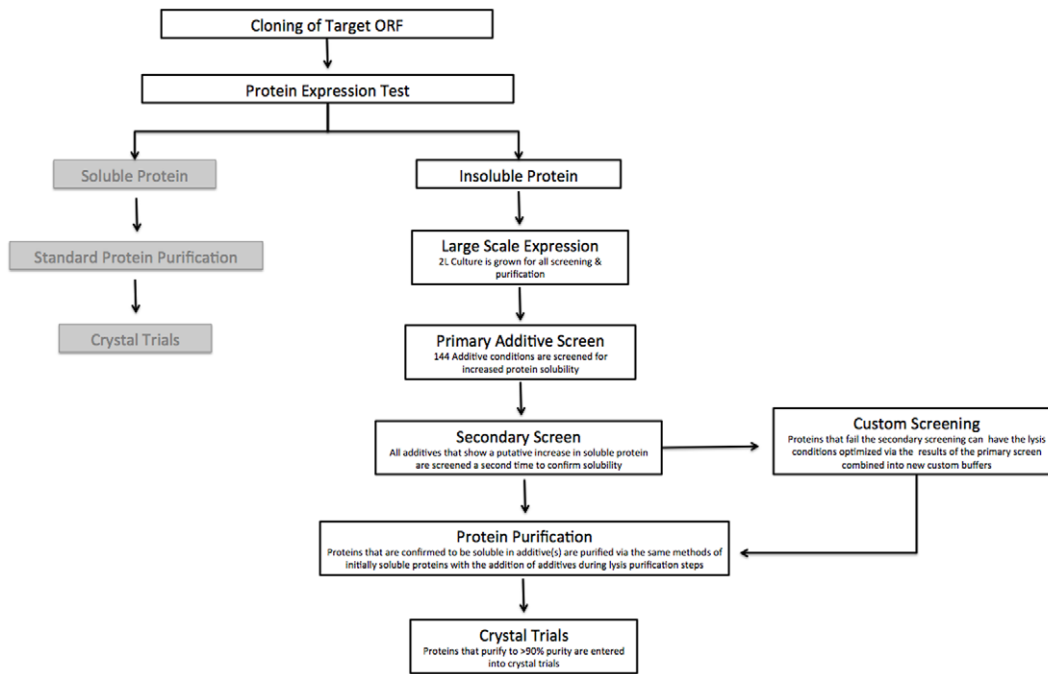 Cloning of Target ORF
Protein Expression Test
Soluble Protein
Standard Protein Purification
Crystal Trials
Insoluble Protein
Large Scale Expression
2L Culture is grown for all screening &
purification
Primary Additive Screen
144 Additive conditions are screened for
increased protein solubility
Secondary Screen
All additives that show a putative increase in soluble protein
are screened a second time to confirm solubility
Custom Screening
Proteins that fail the secondary screening can have the lysis
conditions optimized via the results of the primary screen
combined into new custom buffers
Protein Purification
Proteins that are confirmed to be soluble in additive(s) are purified via the same methods of
initially soluble proteins with the addition of additives during lysis purification steps
Crystal Trials
Proteins that purify to >90% purity are entered
into crystal trials